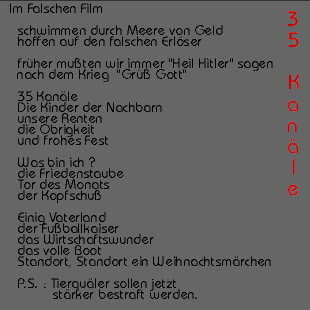 Im Falschen Film
schwimmen durch Meere von Geld
hoffen auf den falschen Erlöser
früher mußten wir immer "Heil Hitler" sagen
nach dem Krieg "Grüß Gott"
35 Kanäle
Die Kinder der Nachbarn
unsere Renten
die Obrigkeit
und frohes Fest
Was bin ich ?
die Friedenstaube
Tor des Monats
der Kopfschuß
Einig Vaterland
der Fußballkaiser
das Wirtschaftswunder
das volle Boot
Standort, Standort ein Weihnachtsmärchen
P.S. : Tierquäler sollen jetzt
stärker bestraft werden.
35 Kanäle